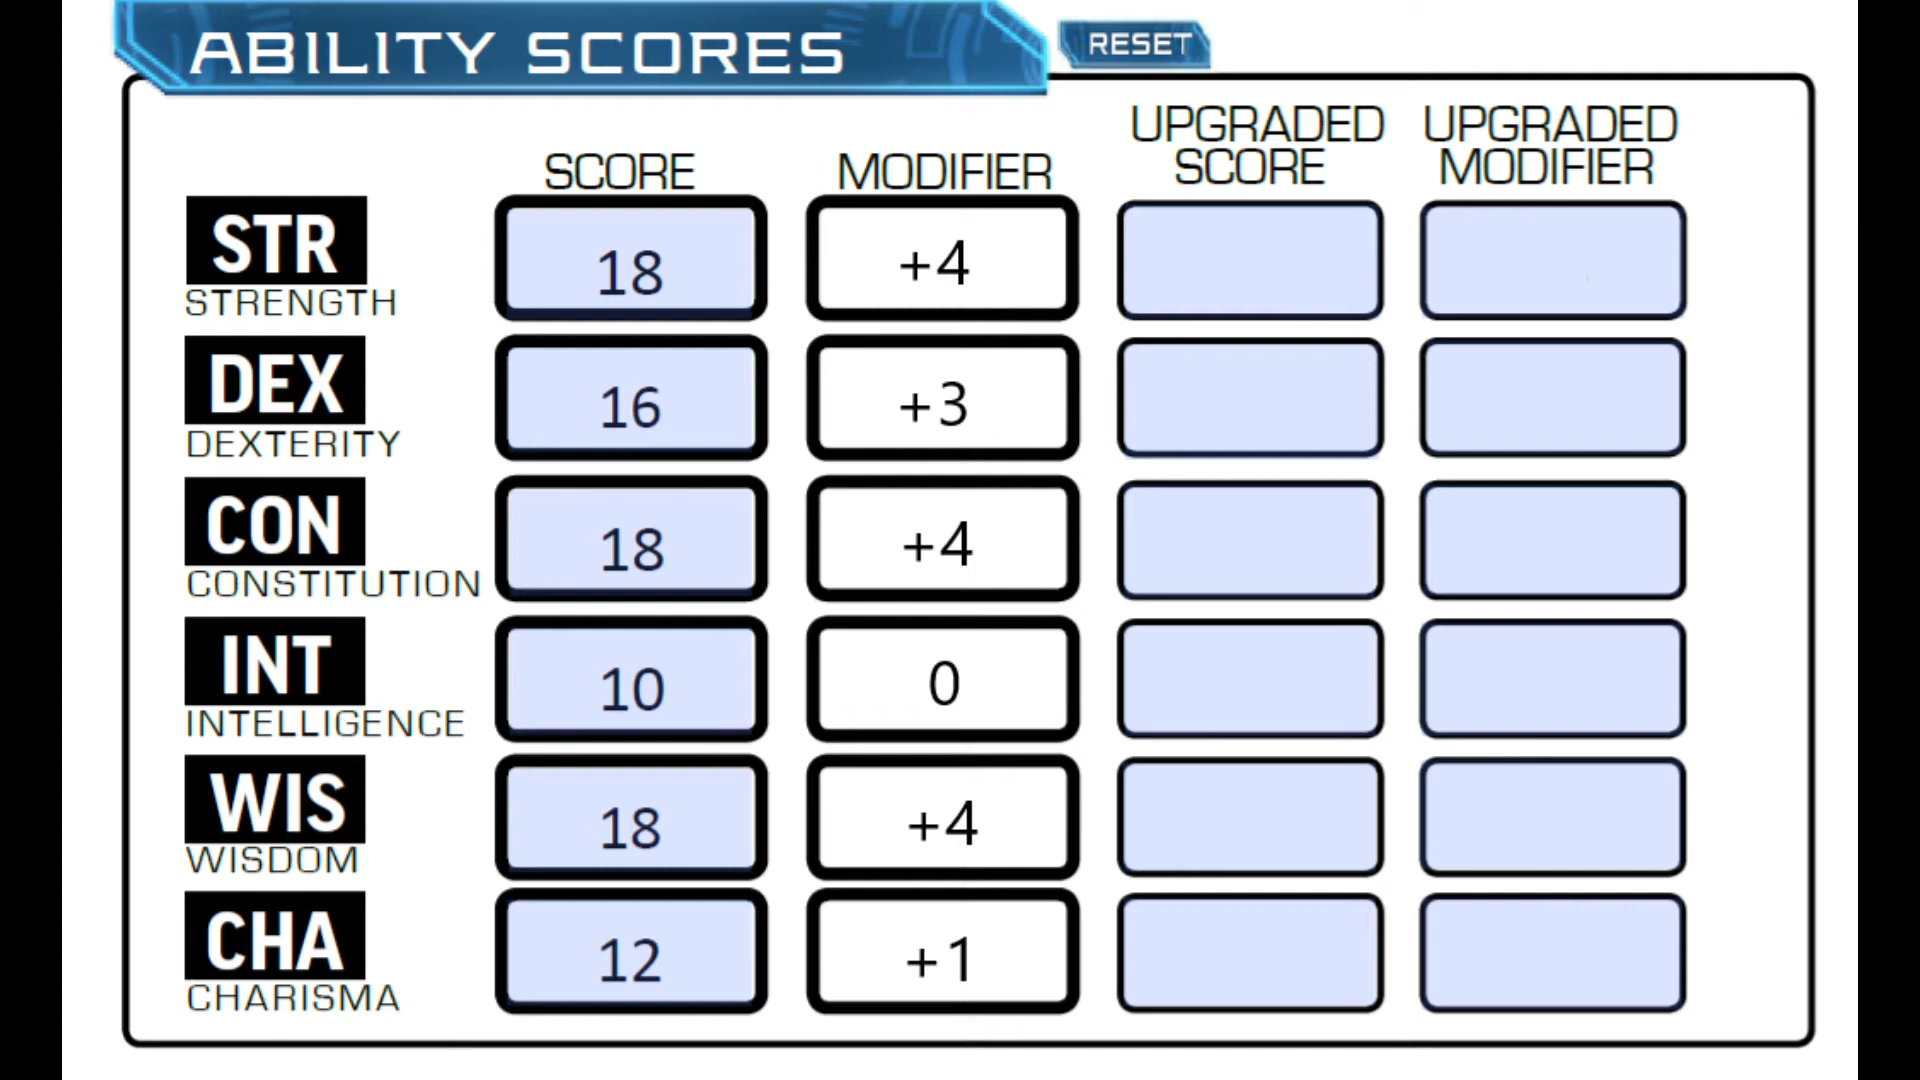 ABILITY SCORES
RESET
SCORE MODIFIER UPGRADED SCORE UPGRADED MODIFIER
STR 18 +4
STRENGTH
DEX 16 +3
DEXTERITY
CON 18 +4
CONSTITUTION
INT 10 0
INTELLIGENCE
WIS 18 +4
WISDOM
CHA 12 +1
CHARISMA